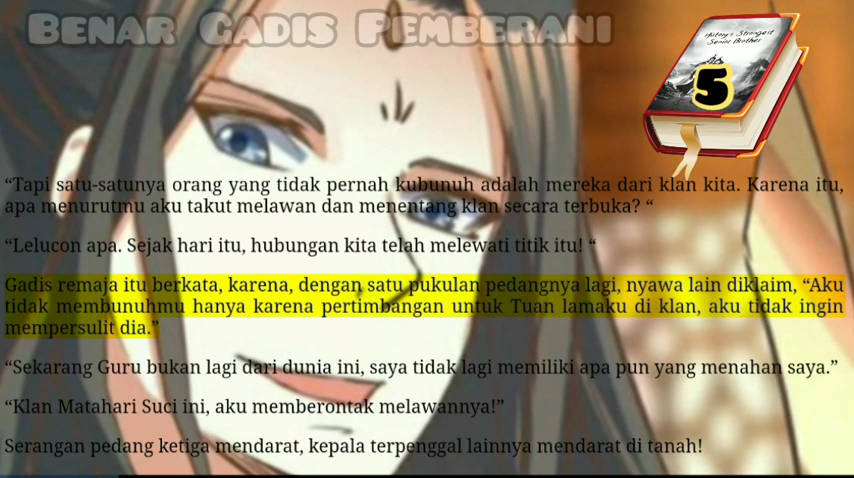 Benar Gadis Pemberani
History's Strongest
Senior Brother
5
“Tapi satu-satunya orang yang tidak pernah kubunuh adalah mereka dari klan kita. Karena itu,
apa menurutmu aku takut melawan dan menentang klan secara terbuka? “
“Lelucon apa. Sejak hari itu, hubungan kita telah melewati titik itu! “
Gadis remaja itu berkata, karena, dengan satu pukulan pedangnya lagi, nyawa lain diklaim, “Aku
tidak membunuhmu hanya karena pertimbangan untuk Tuan lamaku di klan, aku tidak ingin
mempersulit dia.”
“Sekarang Guru bukan lagi dari dunia ini, saya tidak lagi memiliki apa pun yang menahan saya.”
“Klan Matahari Suci ini, aku memberontak melawannya!”
Serangan pedang ketiga mendarat, kepala terpenggal lainnya mendarat di tanah!